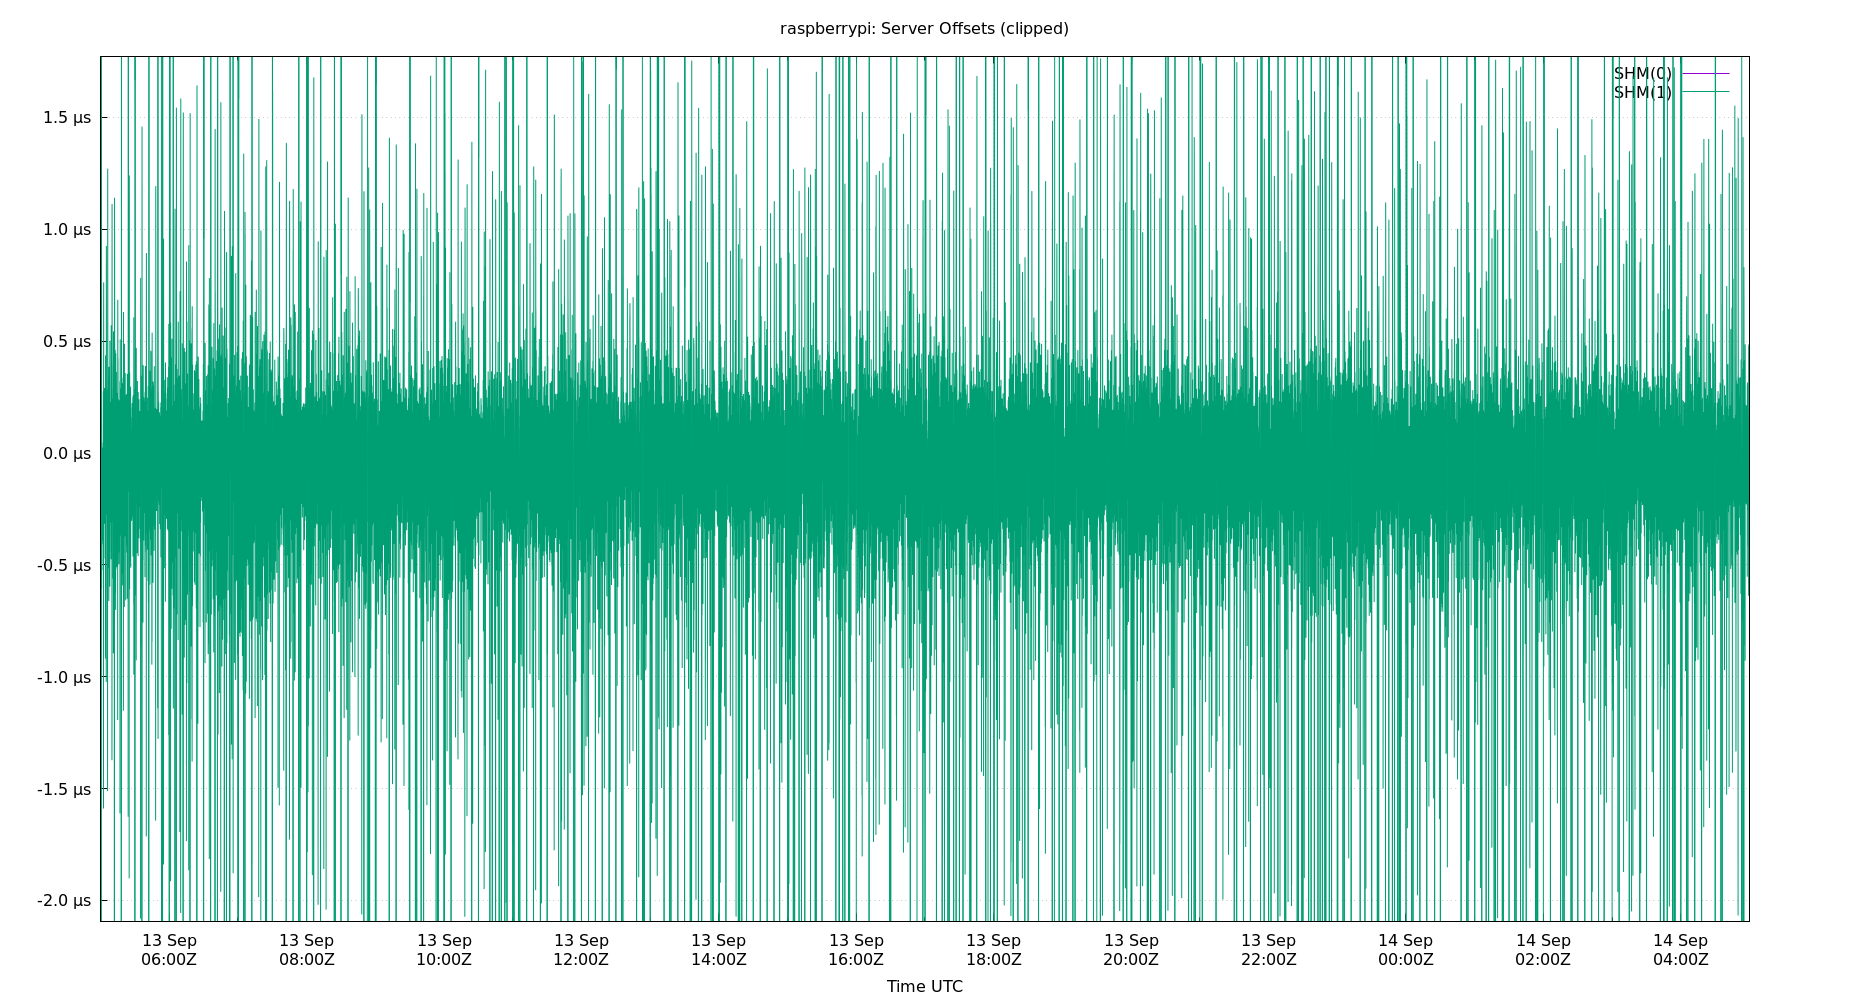 raspberrypi: Server Offsets (clipped)
SHM(0)
SHM(1)
1.5 µs
1.0 µs
0.5 µs
0.0 µs
-0.5 µs
-1.0 µs
-1.5 µs
-2.0 µs
13 Sep 13 Sep 13 Sep 13 Sep 13 Sep 13 Sep 13 Sep 13 Sep 13 Sep 14 Sep 14 Sep 14 Sep
06:00Z 08:00Z 10:00Z 12:00Z 14:00Z 16:00Z 18:00Z 20:00Z 22:00Z 00:00Z 02:00Z 04:00Z
Time UTC